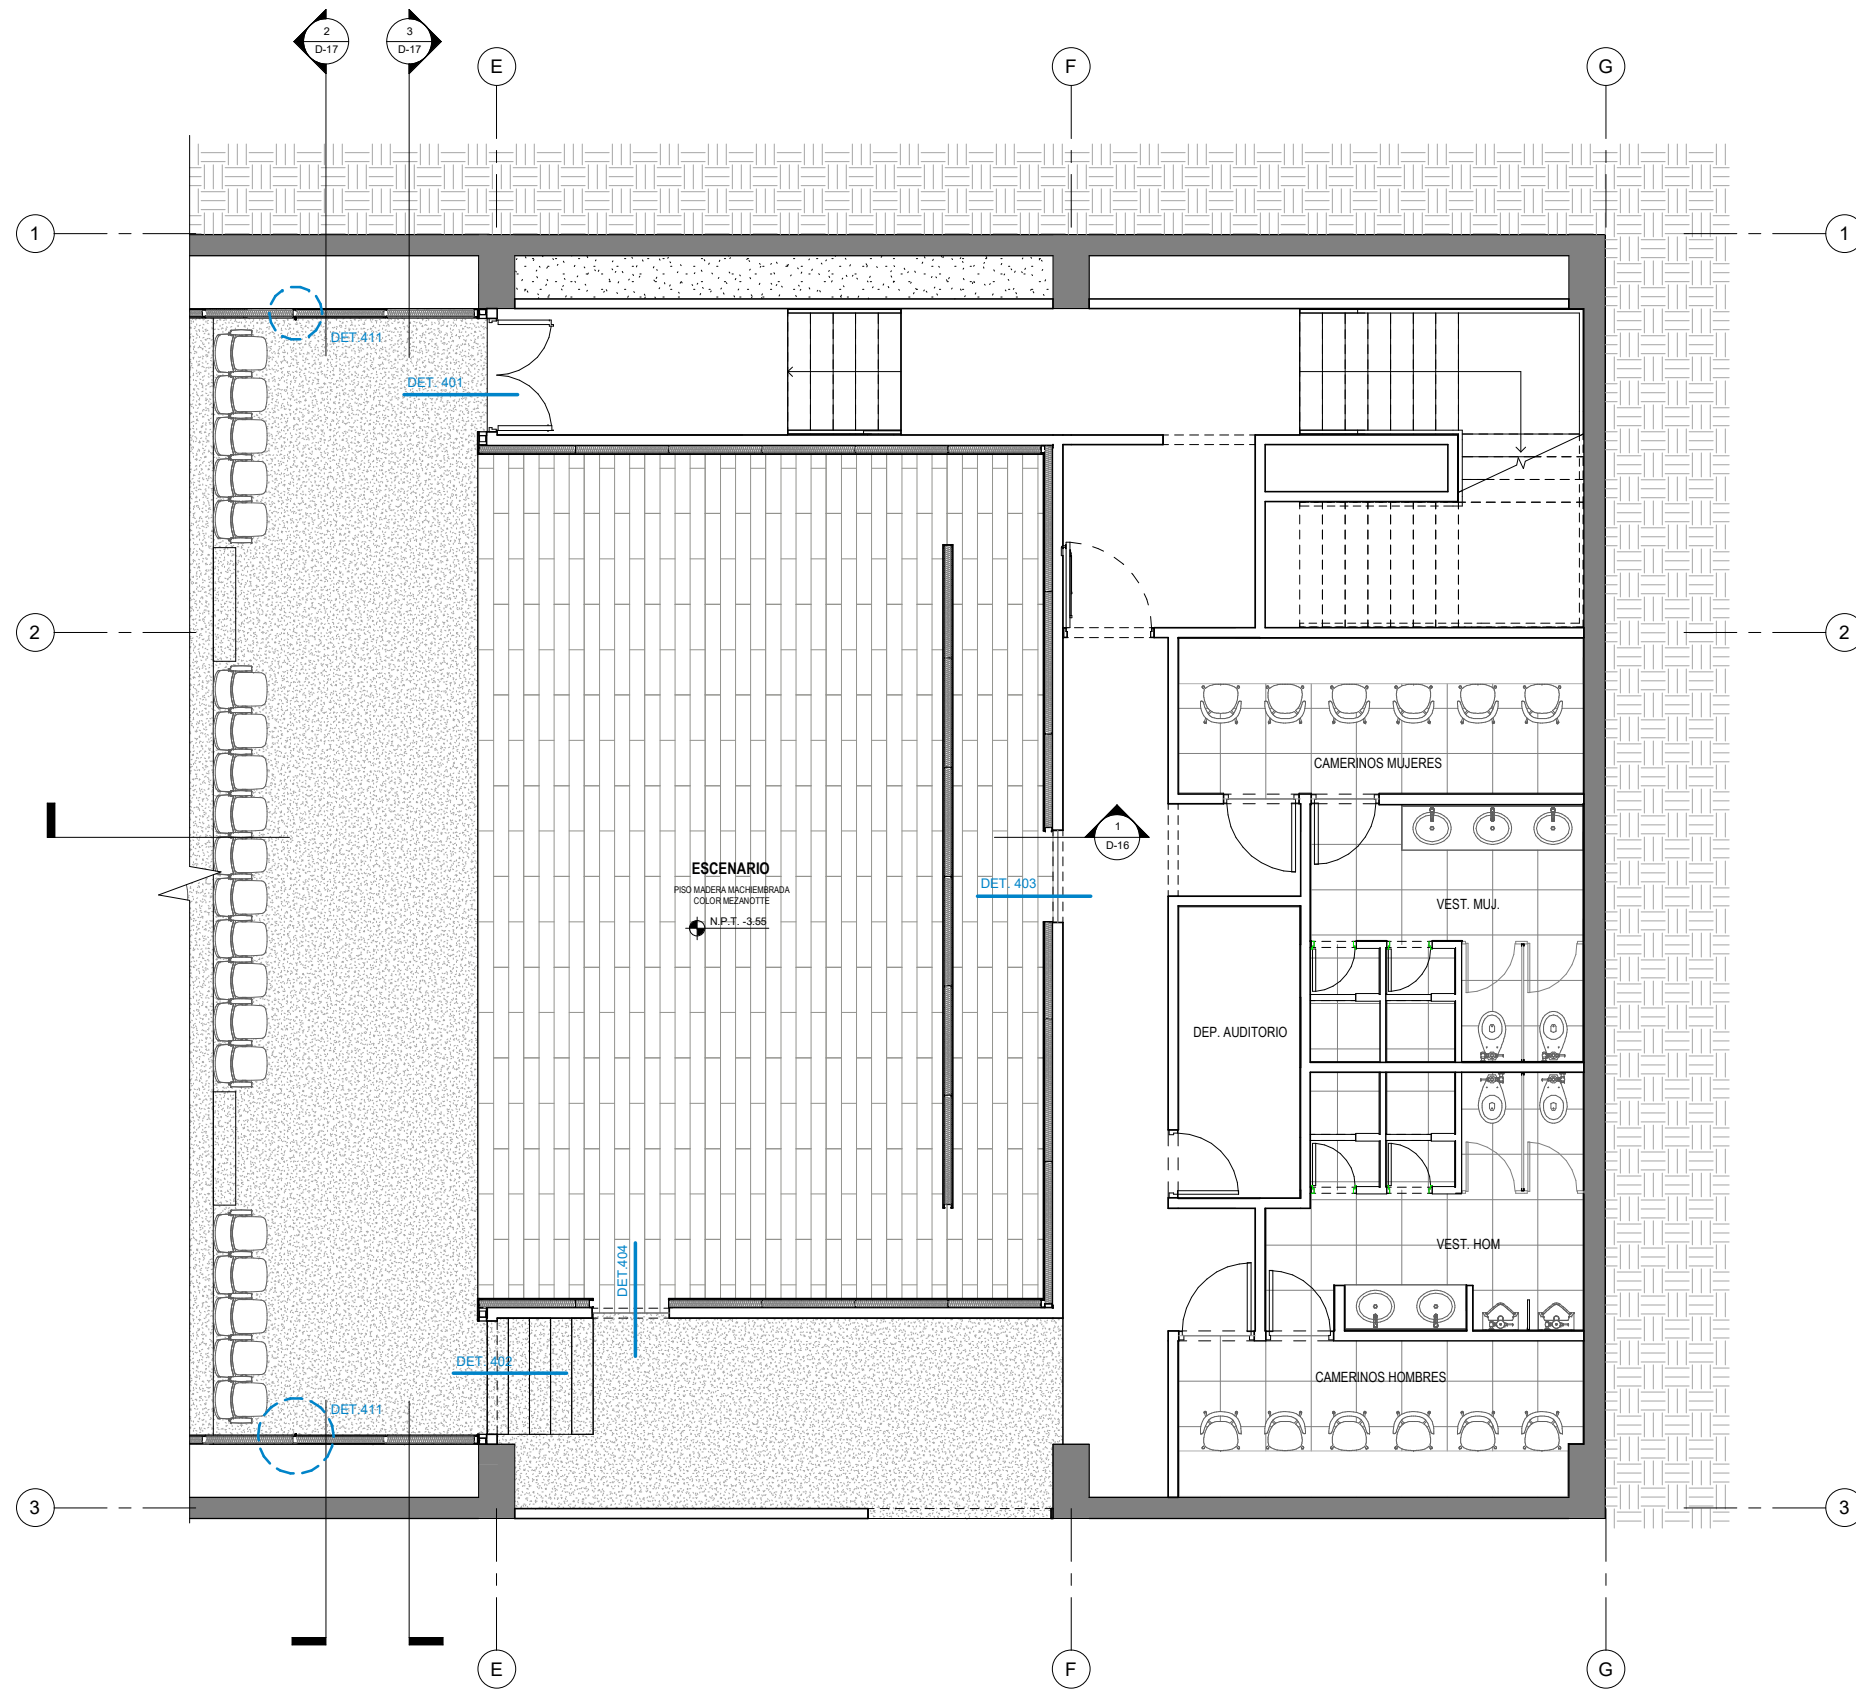 2
D-17
3
D-17
E
F
G
1
1
DET.411
DET. 401
2
2
CAMERINOS MUJERES
1
D-16
ESCENARIO
PISO MADERA MACHIEMBRADA
COLOR MEZANOTTE
N.P.T. -3.55
DET. 403
VEST. MUJ.
DEP. AUDITORIO
VEST. HOM
DET.404
DET. 402
CAMERINOS HOMBRES
DET.411
3
3
E
F
G